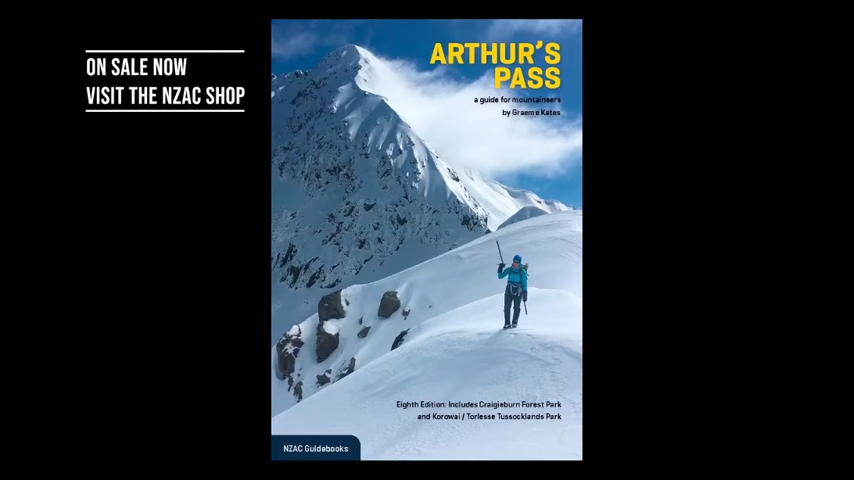 ON SALE NOW
VISIT THE NZAC SHOP
ARTHUR'S
PASS
a guide for mountaineers
by Graeme Kates
Eighth Edition: Includes Craigieburn Forest Park
and Korowai / Torlesse Tussocklands Park
NZAC Guidebooks